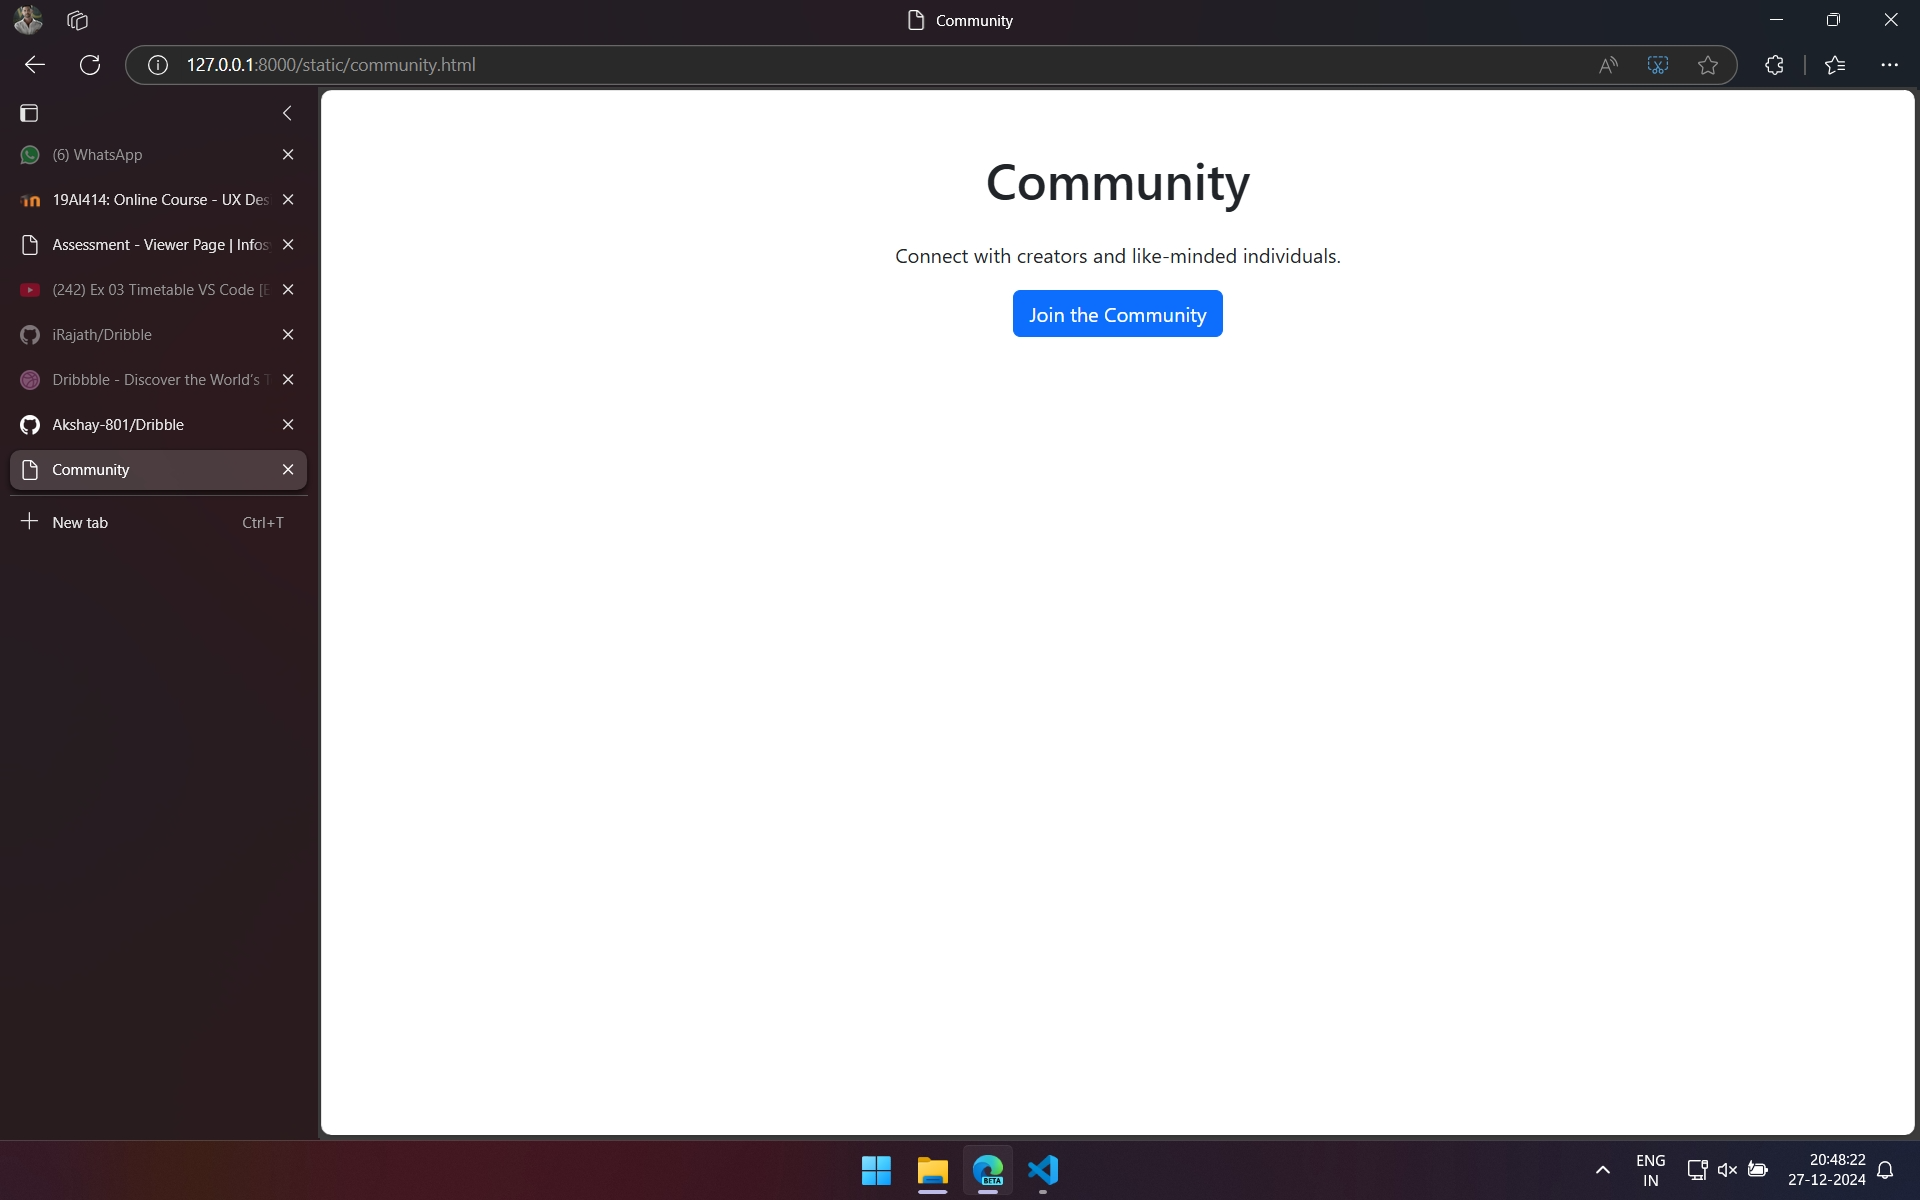 Community
127.0.0.1:8000/static/community.html
(6) WhatsApp
19AI414: Online Course - UX Des
Assessment - Viewer Page | Infos
(242) Ex 03 Timetable VS Code [E
iRajath/Dribble
Dribbble - Discover the World's T
Akshay-801/Dribble
Community
New tab Ctrl+T
Community
Connect with creators and like-minded individuals.
Join the Community
BETA
ENG
IN
20:48:22
27-12-2024